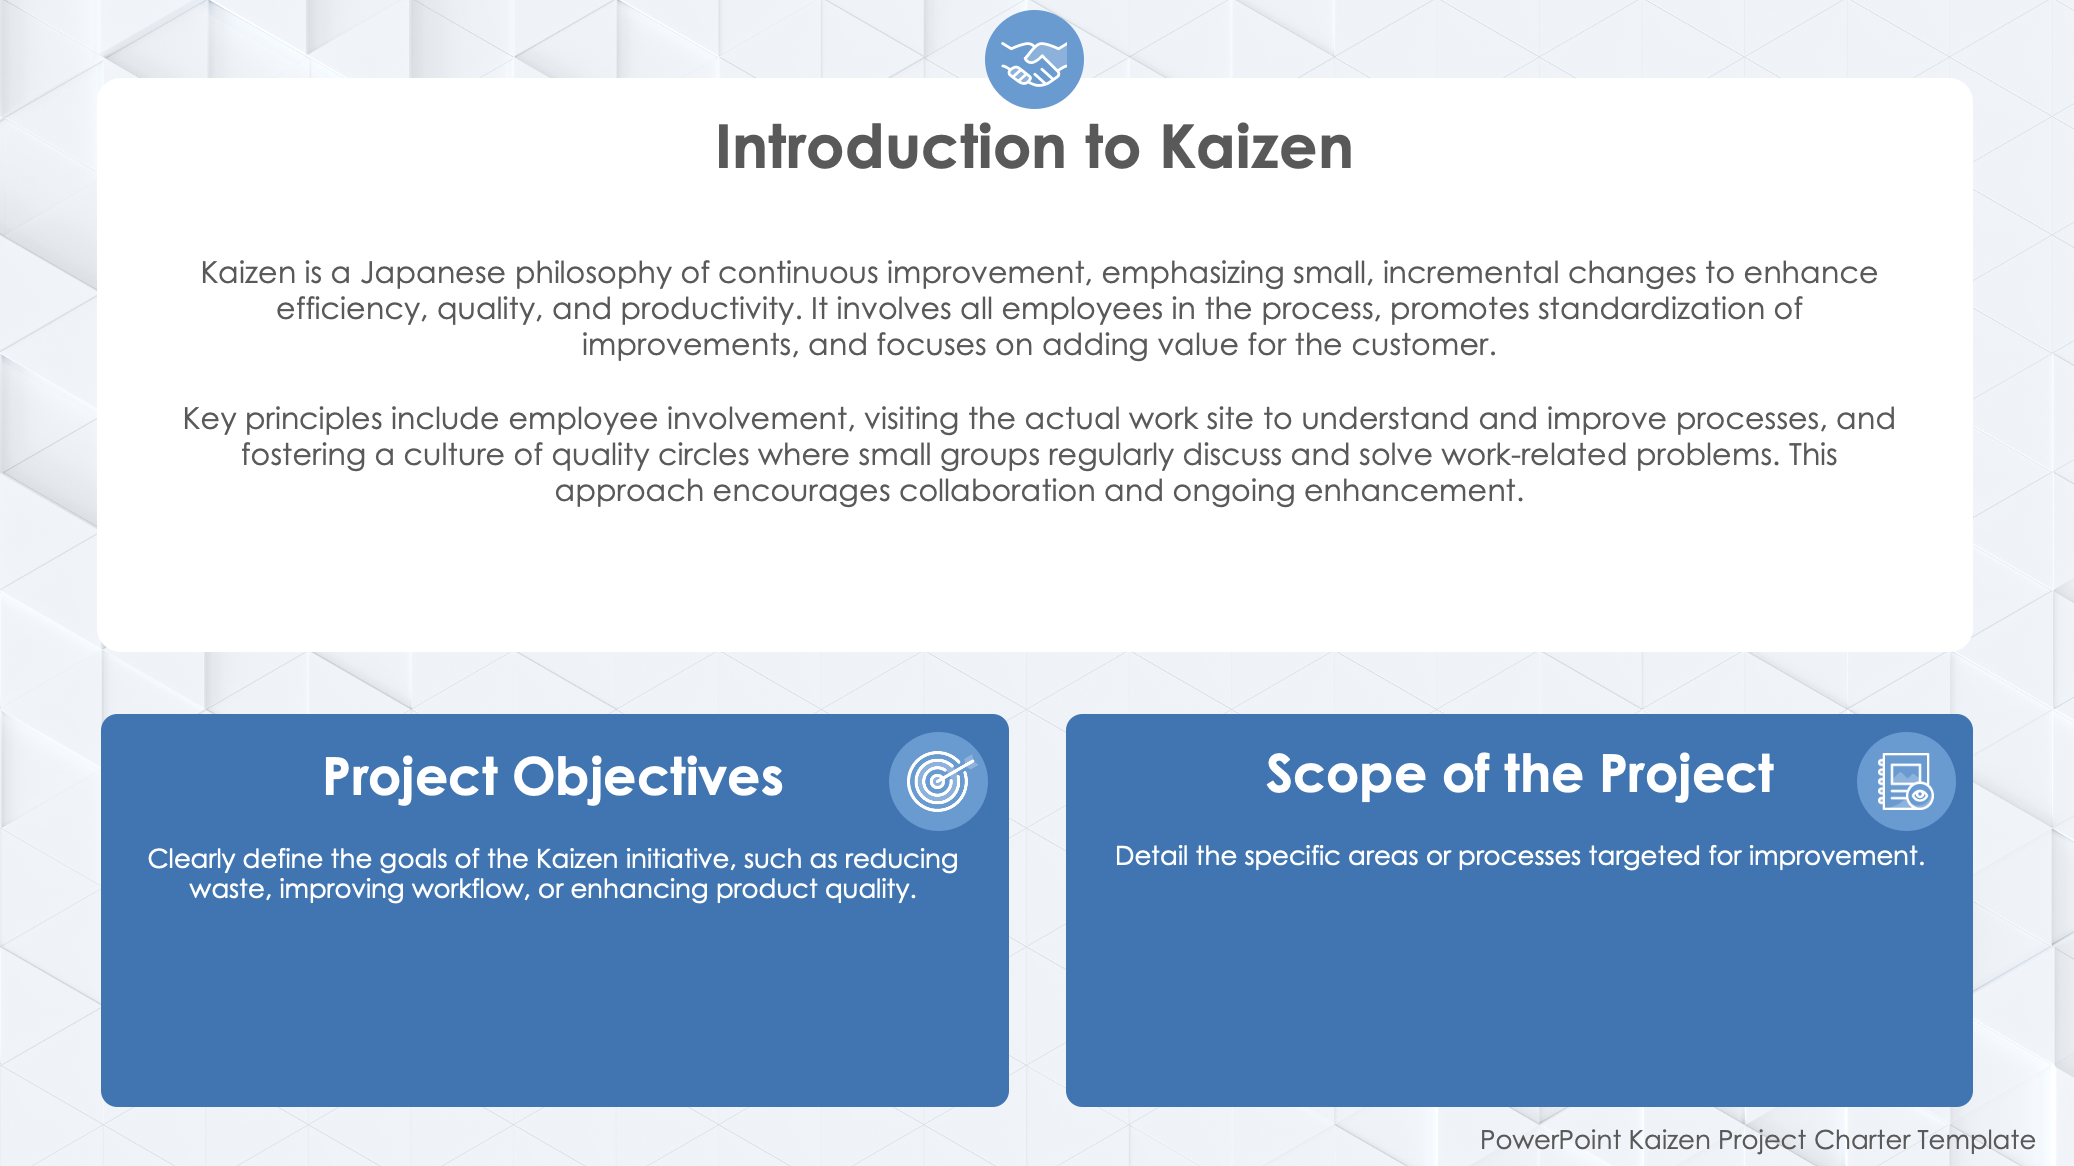 Introduction to Kaizen
Kaizen is a Japanese philosophy of continuous improvement, emphasizing small, incremental changes to enhance
efficiency, quality, and productivity. It involves all employees in the process, promotes standardization of
improvements, and focuses on adding value for the customer.
Key principles include employee involvement, visiting the actual work site to understand and improve processes, and
fostering a culture of quality circles where small groups regularly discuss and solve work-related problems. This
approach encourages collaboration and ongoing enhancement.
Project Objectives
Clearly define the goals of the Kaizen initiative, such as reducing
waste, improving workflow, or enhancing product quality.
Scope of the Project
Detail the specific areas or processes targeted for improvement.
PowerPoint Kaizen Project Charter Template